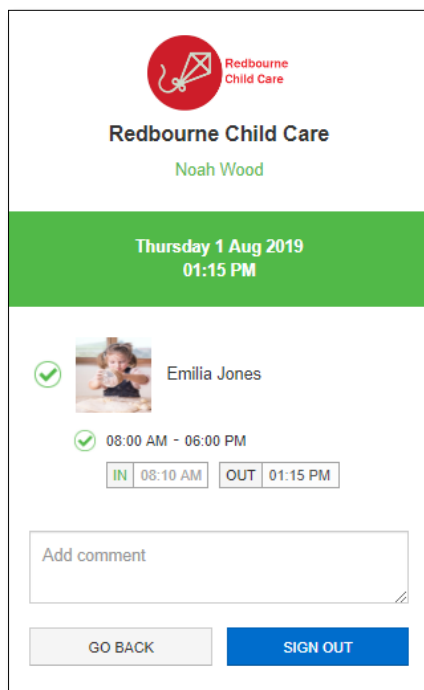 Redbourne
Child Care
Redbourne Child Care
Noah Wood
Thursday 1 Aug 2019
01:15 PM
Emilia Jones
08:00 AM - 06:00 PM
IN 08:10 AM OUT 01:15 PM
Add comment
GO BACK SIGN OUT